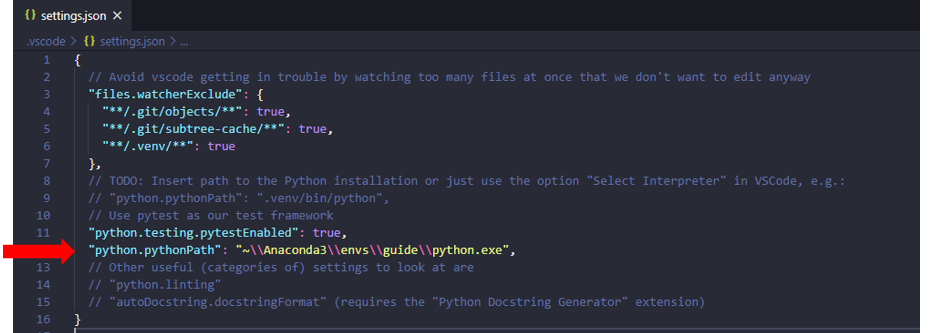 {} settings.json ×
.vscode > {} settings.json > ...
1 {
2 // Avoid vscode getting in trouble by watching too many files at once that we don't want to edit anyway
3 "files.watcherExclude": {
4 "**/.git/objects/**": true,
5 "**/.git/subtree-cache/**": true,
6 "**/.venv/**": true
7 },
8 // TODO: Insert path to the Python installation or just use the option "Select Interpreter" in VSCode, e.g.:
9 // "python.pythonPath": ".venv/bin/python",
10 // Use pytest as our test framework
11 "python.testing.pytestEnabled": true,
12 "python.pythonPath": "~\\Anaconda3\\envs\\guide\\python.exe",
13 // Other useful (categories of) settings to look at are
14 // "python.linting"
15 // "autoDocstring.docstringFormat" (requires the "Python Docstring Generator" extension)
16 }
17